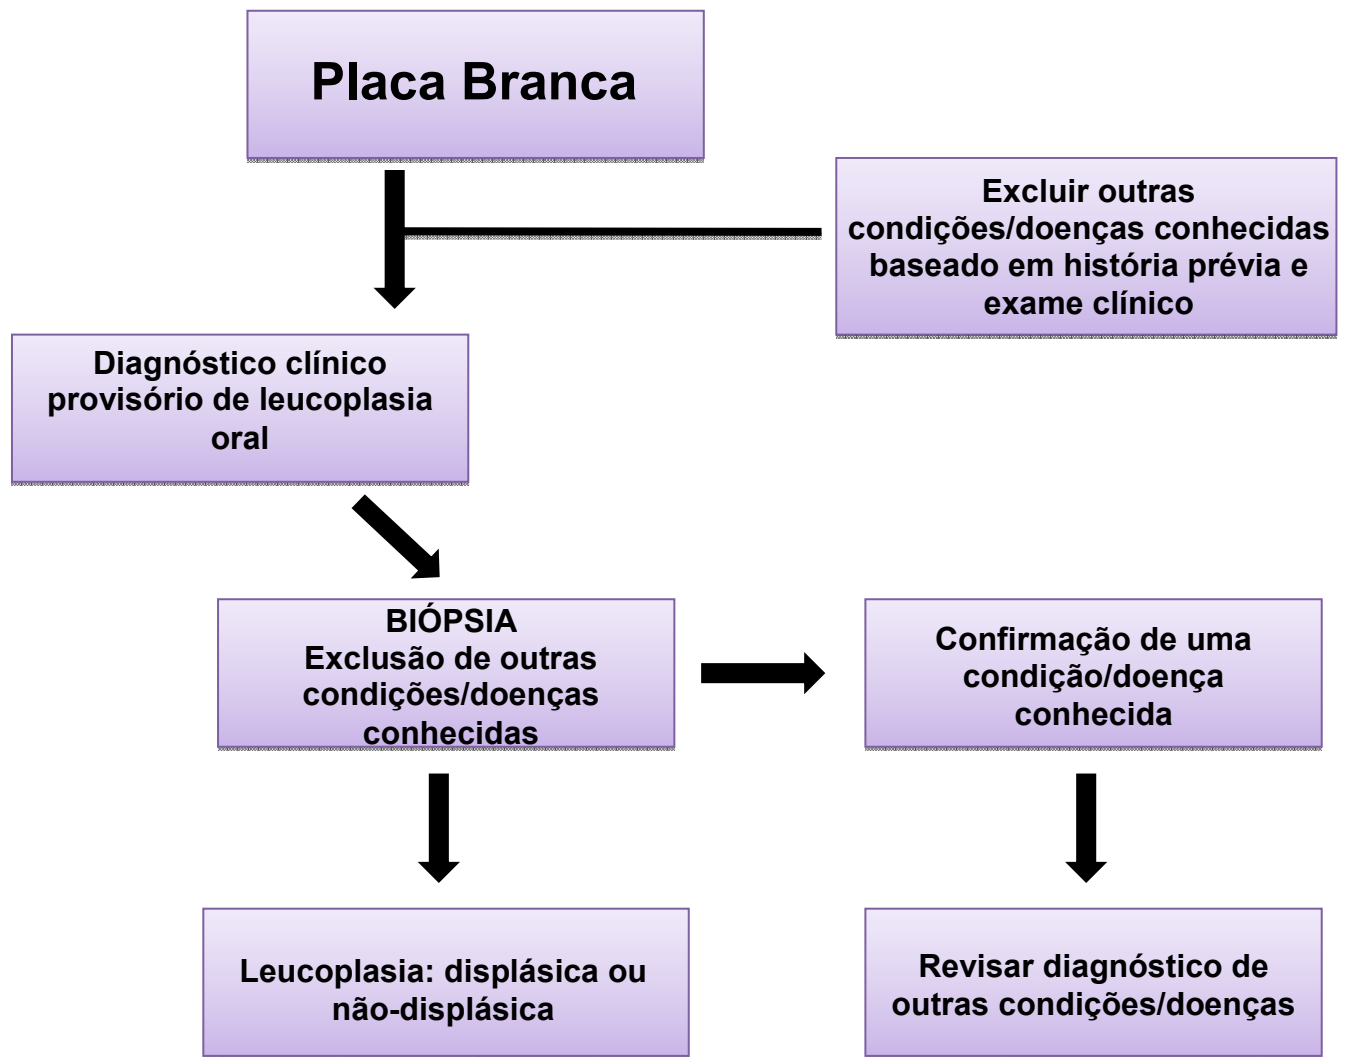 Placa Branca
Excluir outras
condições/doenças conhecidas
baseado em história prévia e
exame clínico
Diagnóstico clínico
provisório de leucoplasia
oral
BIÓPSIA
Exclusão de outras
condições/doenças
conhecidas
Confirmação de uma
condição/doença
conhecida
Leucoplasia: displásica ou
não-displásica
Revisar diagnóstico de
outras condições/doenças